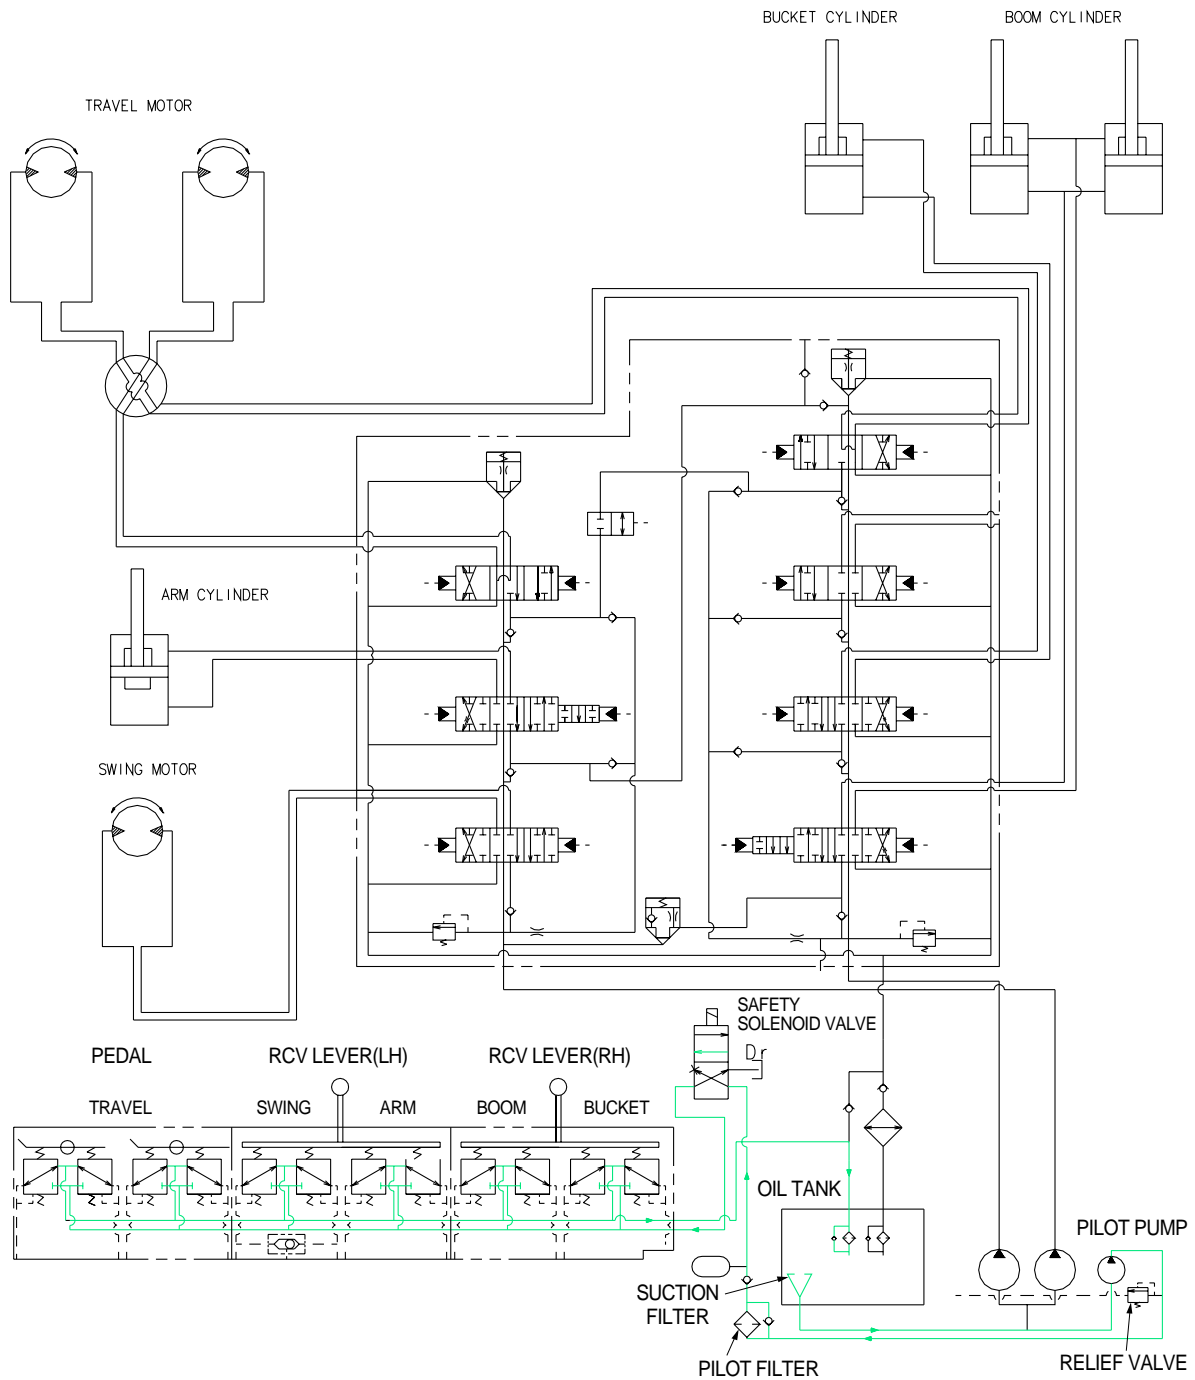 BUCKET CYLINDER
BOOM CYLINDER
TRAVEL MOTOR
ARM CYLINDER
SWING MOTOR
SAFETY
SOLENOID VALVE
Dr
PEDAL
RCV LEVER(LH)
RCV LEVER(RH)
TRAVEL
SWING
ARM
BOOM
BUCKET
OIL TANK
PILOT PUMP
SUCTION
FILTER
PILOT FILTER
RELIEF VALVE